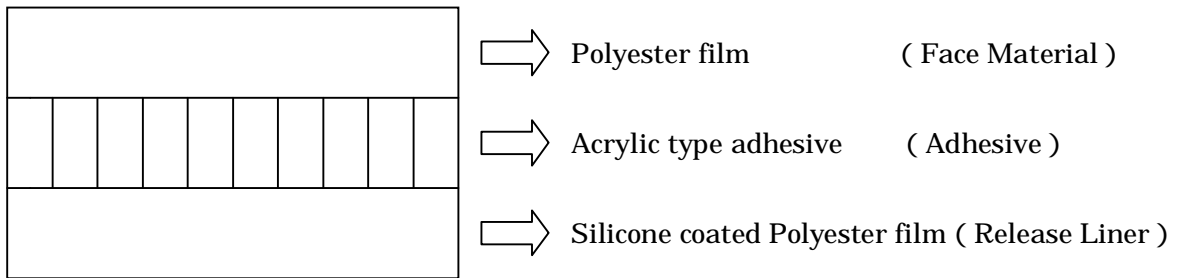 Polyester film ( Face Material )
Acrylic type adhesive ( Adhesive )
Silicone coated Polyester film ( Release Liner )